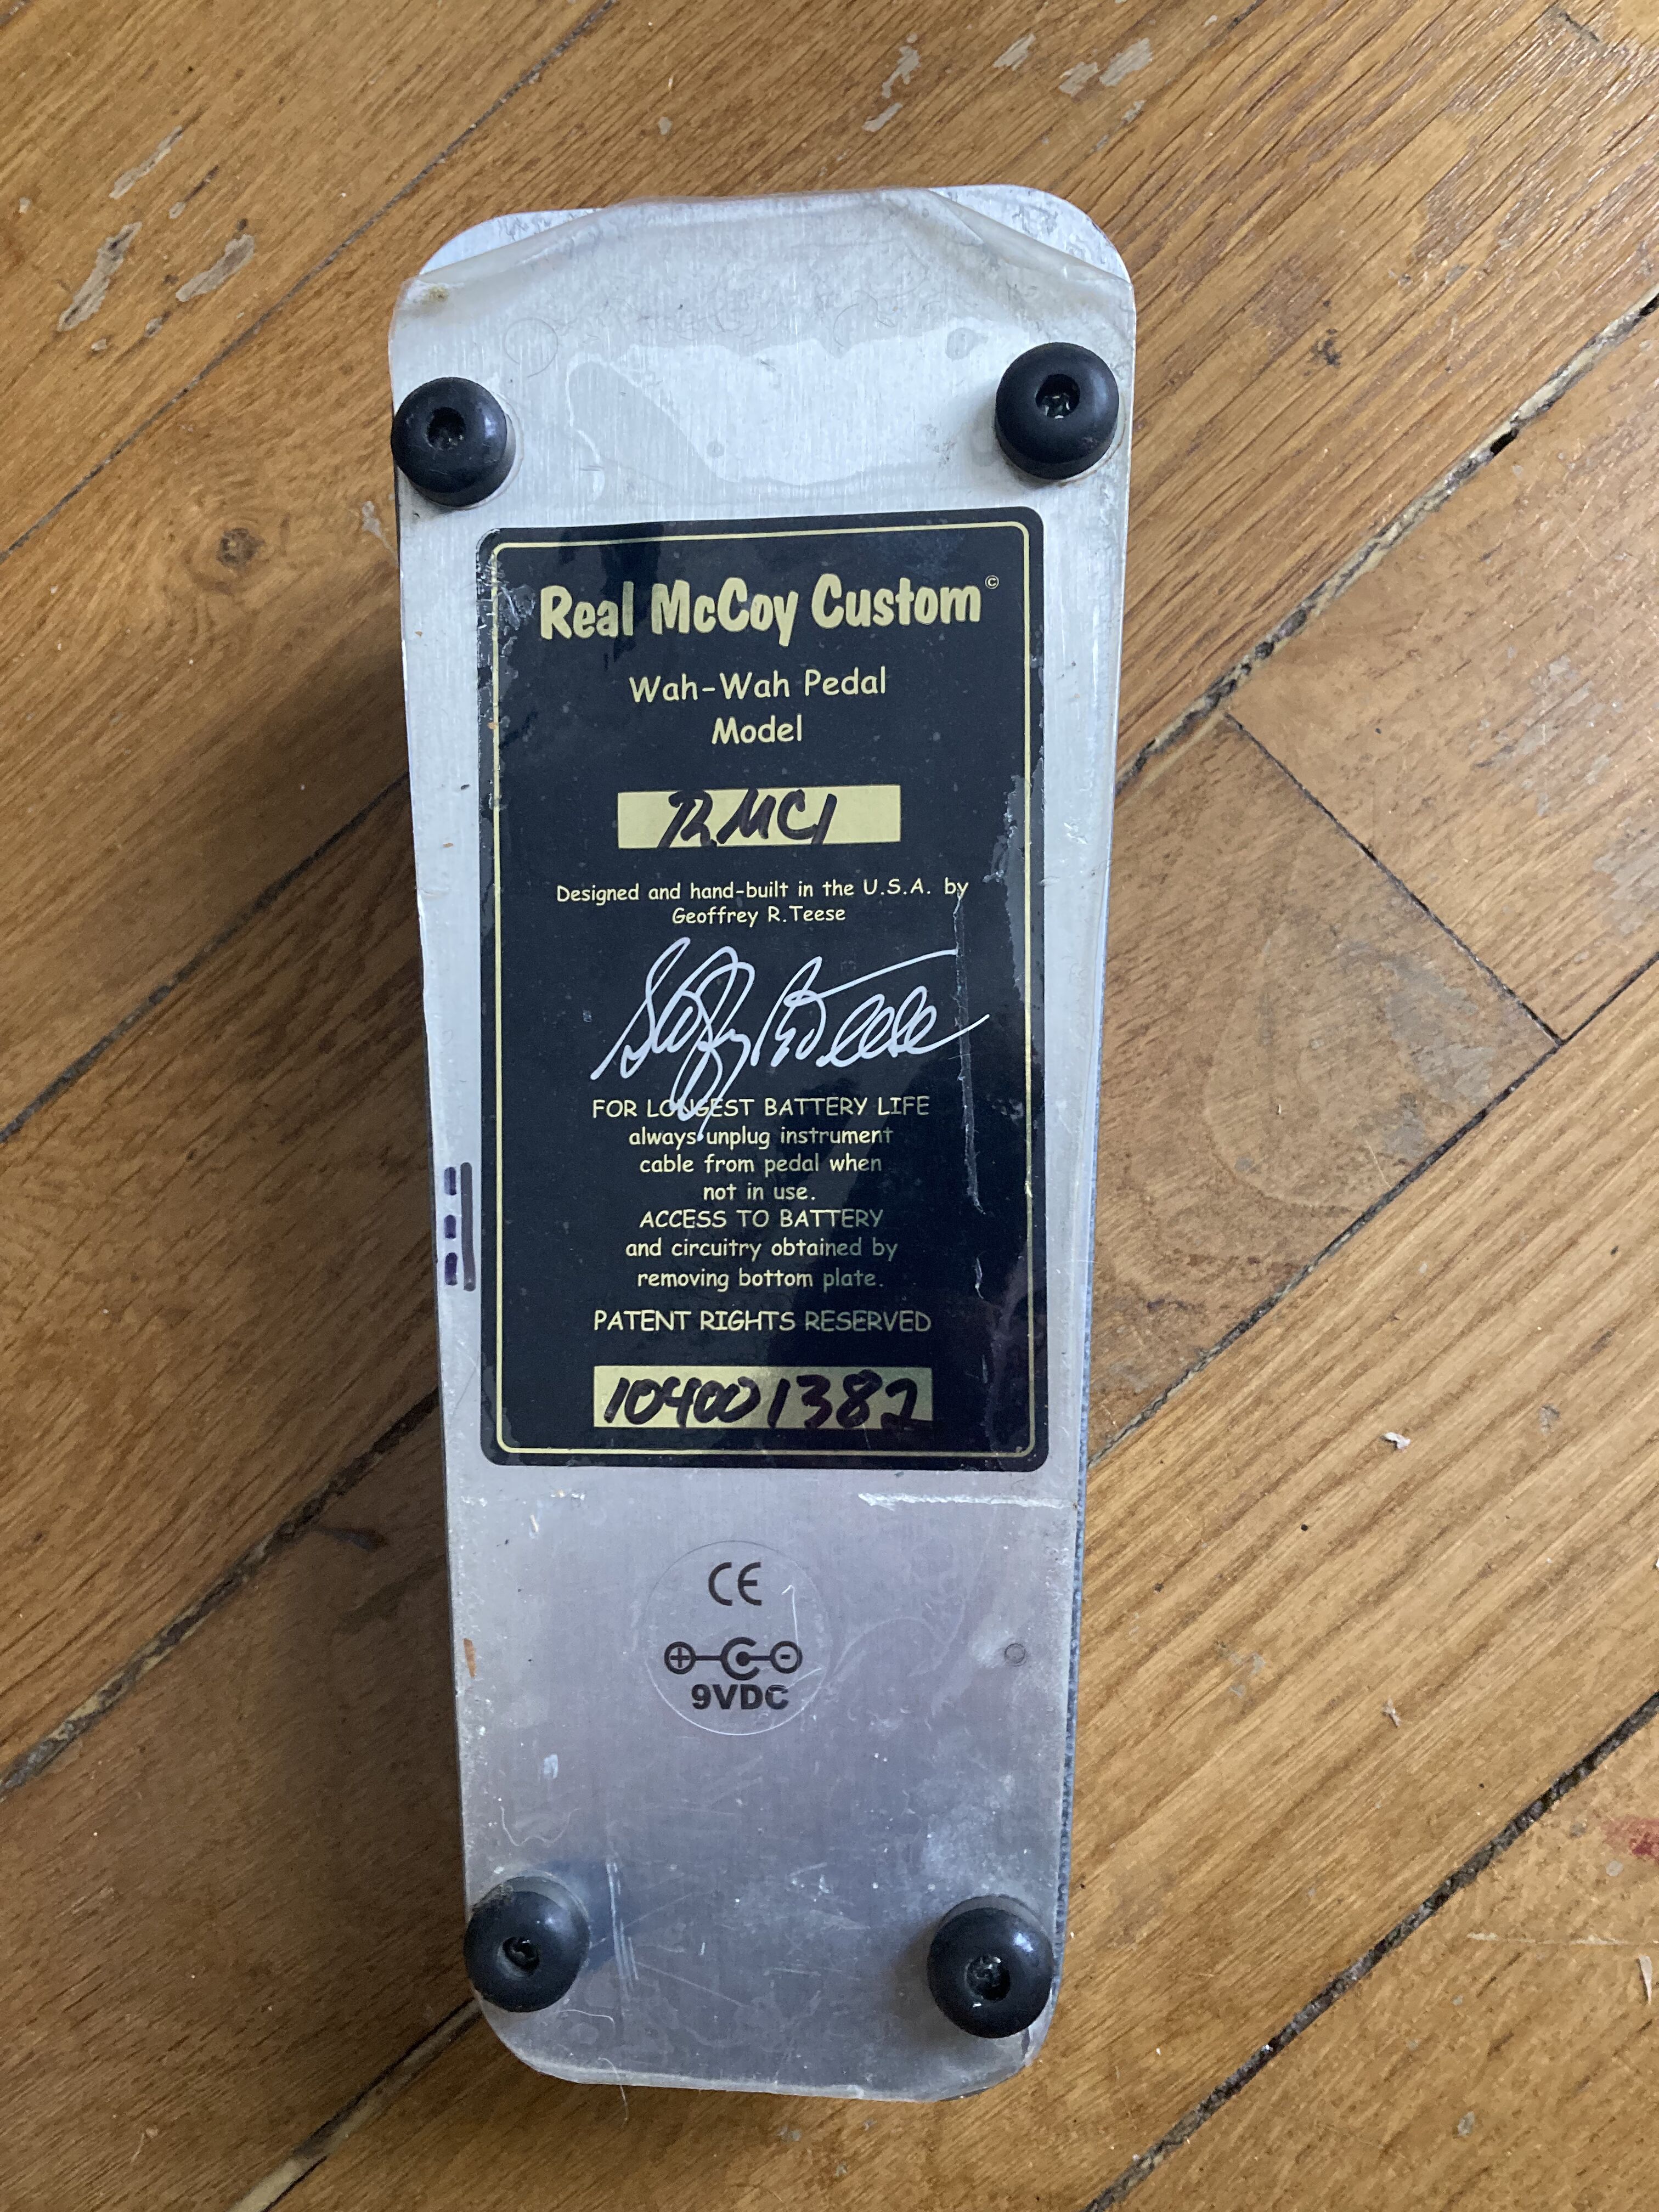 Real McCoy Custom©
Wah-Wah Pedal
Model
RMC1
Designed and hand-built in the U.S.A. by
Geoffrey R.Teese
FOR LONGEST BATTERY LIFE
always unplug instrument
cable from pedal when
not in use.
ACCESS TO BATTERY
and circuitry obtained by
removing bottom plate.
PATENT RIGHTS RESERVED
104001382
CE
9VDC